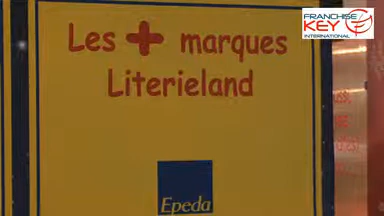 FRANCHISE
KEY
INTERNATIONAL
Les + marques
Literieland
Epeda